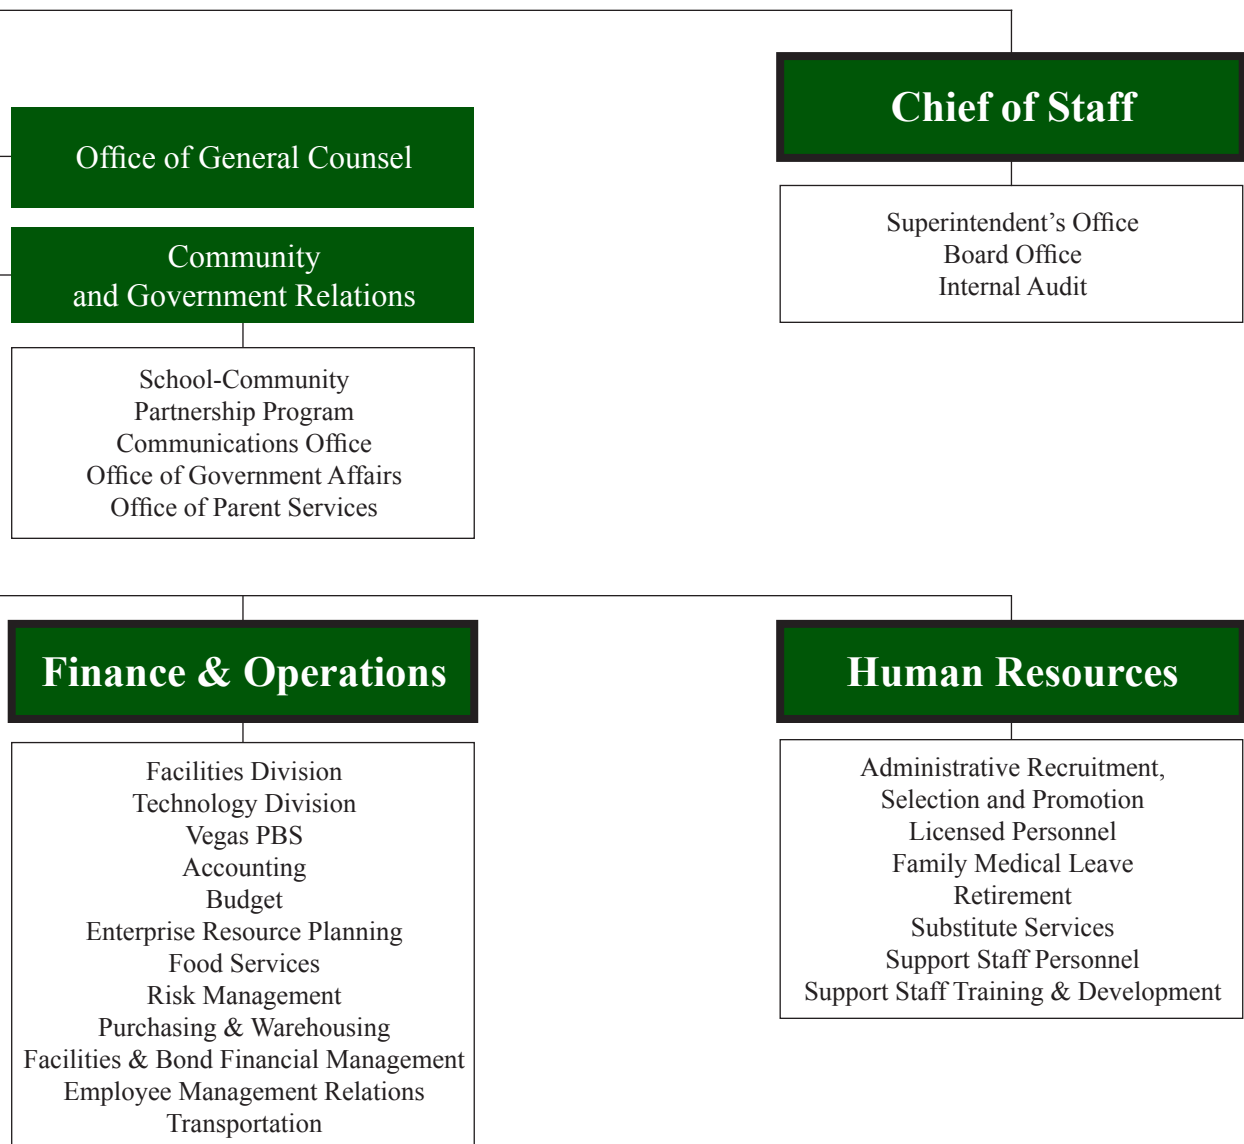 Chief of Staff
Superintendent’s Office
Board Office
Internal Audit
Office of General Counsel
Community
and Government Relations
School-Community
Partnership Program
Communications Office
Office of Government Affairs
Office of Parent Services
Finance & Operations
Facilities Division
Technology Division
Vegas PBS
Accounting
Budget
Enterprise Resource Planning
Food Services
Risk Management
Purchasing & Warehousing
Facilities & Bond Financial Management
Employee Management Relations
Transportation
Human Resources
Administrative Recruitment,
Selection and Promotion
Licensed Personnel
Family Medical Leave
Retirement
Substitute Services
Support Staff Personnel
Support Staff Training & Development